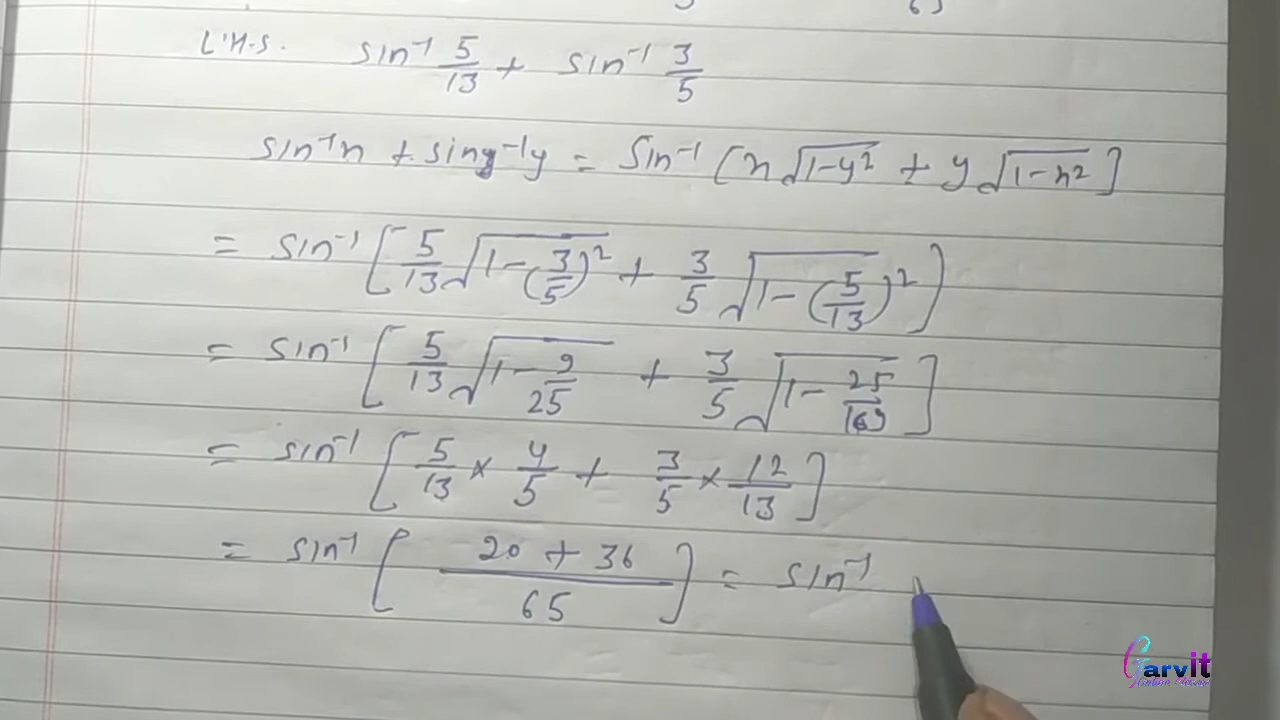 5 65
L.H.S. sin⁻¹ 5/13 + sin⁻¹ 3/5
sin⁻¹x + siny⁻¹y = Sin⁻¹ [x√(1-y²) + y√(1-x²)]
= sin⁻¹ [5/13 √(1-(3/5)²) + 3/5 √(1-(5/13)²)]
= sin⁻¹ [5/13 √(1-9/25) + 3/5 √(1-25/169)]
= sin⁻¹ [5/13 × 4/5 + 3/5 × 12/13]
= sin⁻¹ [(20 + 36)/65] = sin⁻¹
Garvit